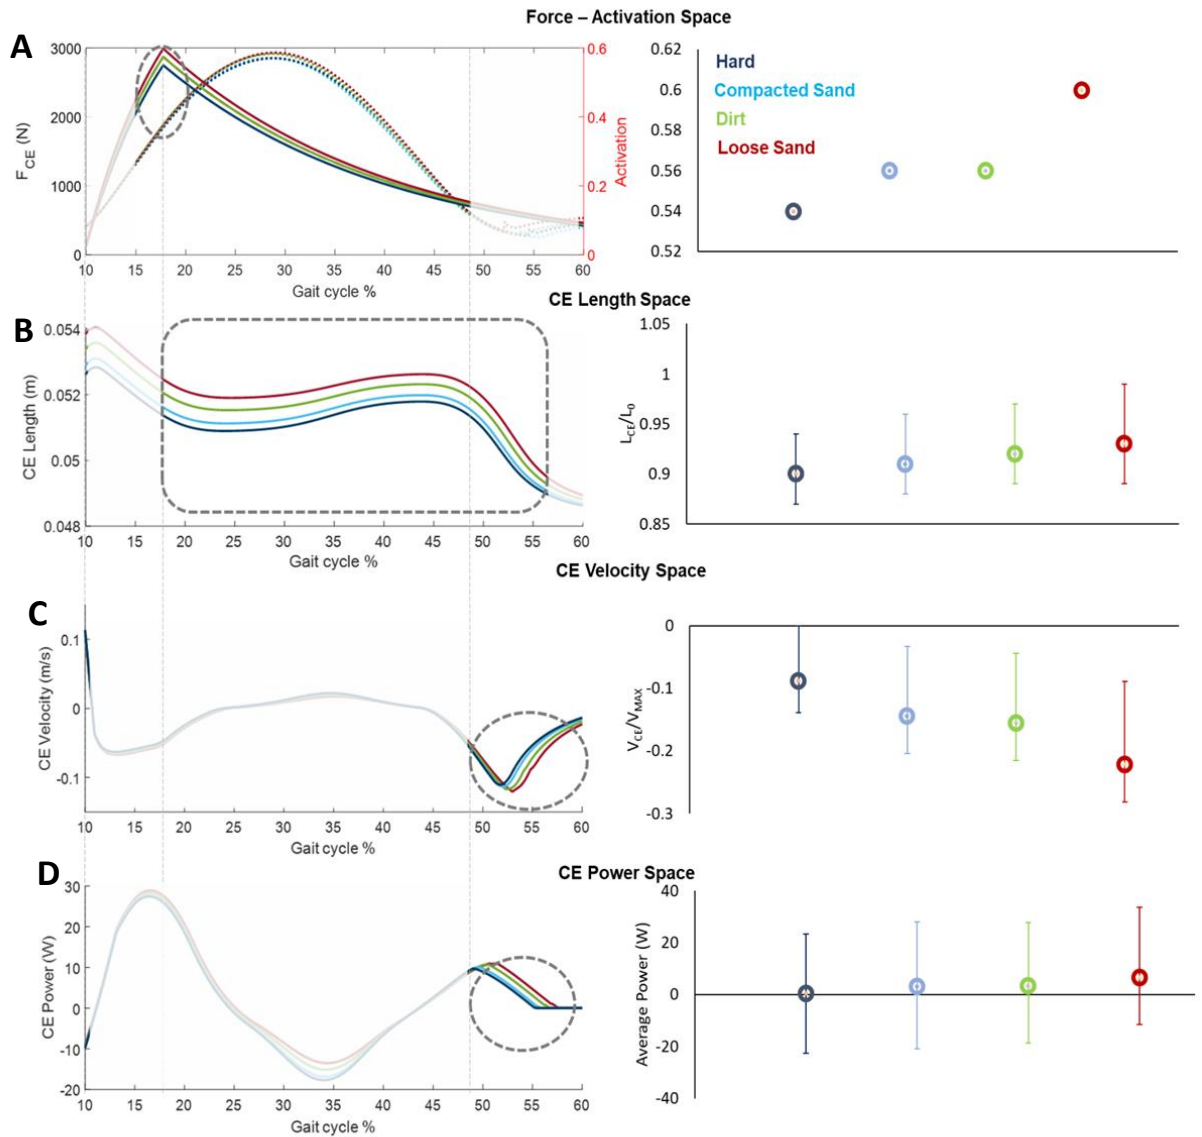 Force – Activation Space
A
3000
2000
1000
0
F CE (N)
0.6
0.4
0.2
0
Activation
10 15 20 25 30 35 40 45 50 55 60
Gait cycle %
0.62
0.6
0.58
0.56
0.54
0.52
Hard
Compacted Sand
Dirt
Loose Sand
CE Length Space
B
0.054
0.052
0.05
0.048
CE Length (m)
10 15 20 25 30 35 40 45 50 55 60
Gait cycle %
1.05
1
0.95
0.9
0.85
LCE/L0
CE Velocity Space
C
0.1
0
-0.1
CE Velocity (m/s)
10 15 20 25 30 35 40 45 50 55 60
Gait cycle %
0
-0.1
-0.2
-0.3
VCE/VMAX
CE Power Space
D
30
20
10
0
-10
-20
CE Power (W)
10 15 20 25 30 35 40 45 50 55 60
Gait cycle %
40
20
0
-20
-40
Average Power (W)